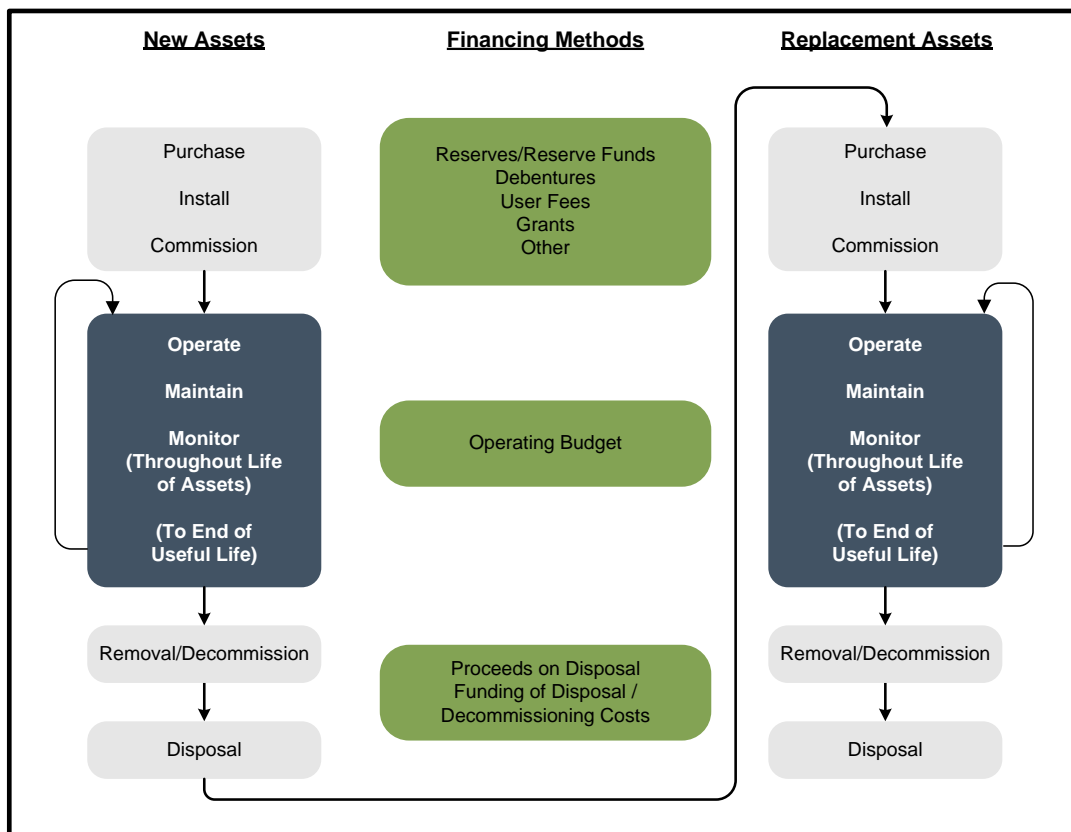 New Assets
Financing Methods
Replacement Assets
Purchase
Install
Commission
Operate
Maintain
Monitor
(Throughout Life
of Assets)
(To End of
Useful Life)
Removal/Decommission
Disposal
Reserves/Reserve Funds
Debentures
User Fees
Grants
Other
Operating Budget
Proceeds on Disposal
Funding of Disposal /
Decommissioning Costs
Purchase
Install
Commission
Operate
Maintain
Monitor
(Throughout Life
of Assets)
(To End of
Useful Life)
Removal/Decommission
Disposal